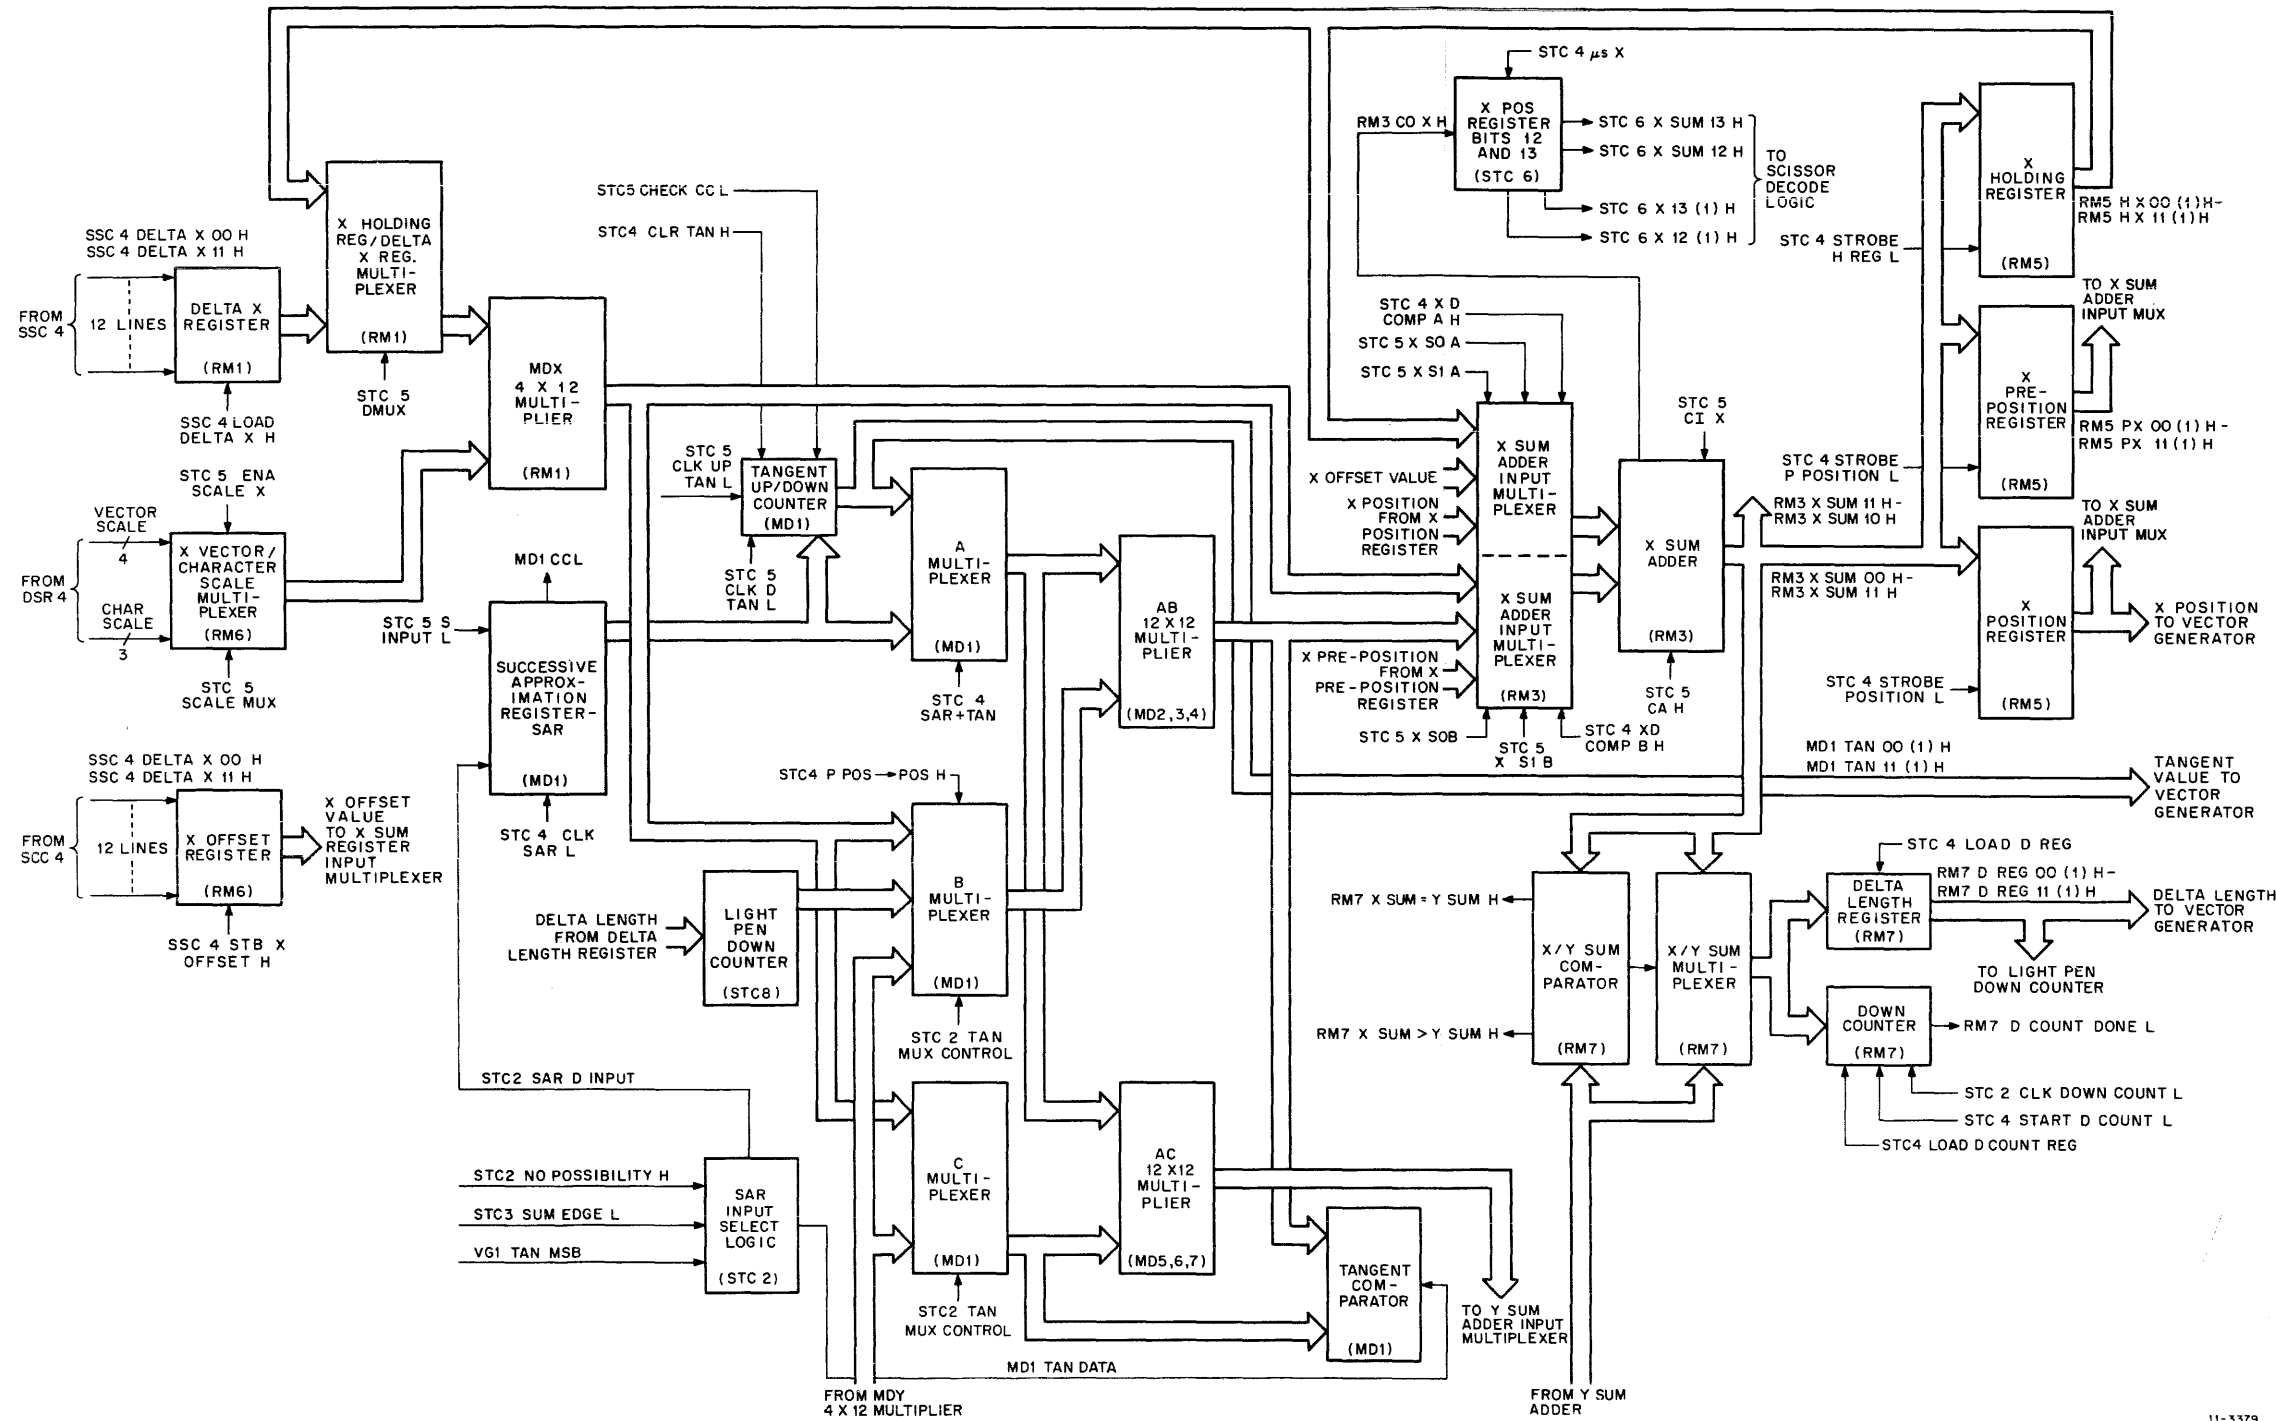 STC 4 µs X
X POS
REGISTER
BITS 12
AND 13
(STC 6)
RM3 CO X H
STC 6 X SUM 13 H
STC 6 X SUM 12 H
STC 6 X 13 (1) H
STC 6 X 12 (1) H
TO
SCISSOR
DECODE
LOGIC
X
HOLDING
REGISTER
(RM5)
RM5 H X 00 (1) H-
RM5 H X 11 (1) H
STC 4 STROBE
H REG L
X HOLDING
REG/DELTA
X REG.
MULTI-
PLEXER
(RM1)
STC 5
DMUX
STC5 CHECK CC L
STC4 CLR TAN H
SSC 4 DELTA X 00 H
SSC 4 DELTA X 11 H
FROM
SSC 4
12 LINES
DELTA X
REGISTER
(RM1)
SSC 4 LOAD
DELTA X H
MDX
4 X 12
MULTI-
PLIER
(RM1)
STC 4 X D
COMP A H
STC 5 X SO A
STC 5 X S1 A
TO X SUM
ADDER
INPUT MUX
X
PRE-
POSITION
REGISTER
(RM5)
RM5 PX 00 (1) H-
RM5 PX 11 (1) H
STC 4 STROBE
P POSITION L
STC 5
CI X
STC 5 ENA
SCALE X
VECTOR
SCALE
4
FROM
DSR 4
CHAR
SCALE
3
X VECTOR/
CHARACTER
SCALE
MULTI-
PLEXER
(RM6)
STC 5
SCALE MUX
STC 5
CLK UP
TAN L
TANGENT
UP/DOWN
COUNTER
(MD1)
STC 5
CLK D
TAN L
A
MULTI-
PLEXER
(MD1)
STC 4
SAR+TAN
X OFFSET VALUE
X POSITION
FROM X
POSITION
REGISTER
X SUM
ADDER
INPUT
MULTI-
PLEXER
X SUM
ADDER
INPUT
MULTI-
PLEXER
(RM3)
X PRE-POSITION
FROM X
PRE-POSITION
REGISTER
STC 5 X SOB
STC 5
X S1 B
STC 4 XD
COMP B H
X SUM
ADDER
(RM3)
STC 5
CA H
RM3 X SUM 11 H-
RM3 X SUM 10 H
RM3 X SUM 00 H-
RM3 X SUM 11 H
TO X SUM
ADDER
INPUT MUX
X
POSITION
REGISTER
(RM5)
X POSITION
TO VECTOR
GENERATOR
STC 4 STROBE
POSITION L
MD1 CCL
STC 5 S
INPUT L
SUCCESSIVE
APPROX-
IMATION
REGISTER-
SAR
(MD1)
STC 4 CLK
SAR L
AB
12 X 12
MULTI-
PLIER
(MD2,3,4)
MD1 TAN 00 (1) H
MD1 TAN 11 (1) H
TANGENT
VALUE TO
VECTOR
GENERATOR
SSC 4 DELTA X 00 H
SSC 4 DELTA X 11 H
FROM
SCC 4
12 LINES
X OFFSET
REGISTER
(RM6)
SSC 4 STB X
OFFSET H
X OFFSET
VALUE
TO X SUM
REGISTER
INPUT
MULTIPLEXER
STC4 P POS → POS H
B
MULTI-
PLEXER
(MD1)
STC 2 TAN
MUX CONTROL
DELTA LENGTH
FROM DELTA
LENGTH REGISTER
LIGHT
PEN
DOWN
COUNTER
(STC8)
RM7 X SUM = Y SUM H
RM7 X SUM > Y SUM H
X/Y SUM
COM-
PARATOR
(RM7)
X/Y SUM
MULTI-
PLEXER
(RM7)
STC 4 LOAD D REG
DELTA
LENGTH
REGISTER
(RM7)
RM7 D REG 00 (1) H-
RM7 D REG 11 (1) H
DELTA LENGTH
TO VECTOR
GENERATOR
TO LIGHT PEN
DOWN COUNTER
DOWN
COUNTER
(RM7)
RM7 D COUNT DONE L
STC 2 CLK DOWN COUNT L
STC 4 START D COUNT L
STC4 LOAD D COUNT REG
STC2 SAR D INPUT
STC2 NO POSSIBILITY H
STC3 SUM EDGE L
VG1 TAN MSB
SAR
INPUT
SELECT
LOGIC
(STC 2)
C
MULTI-
PLEXER
(MD1)
STC2 TAN
MUX CONTROL
AC
12 X12
MULTI-
PLIER
(MD5,6,7)
TANGENT
COM-
PARATOR
(MD1)
TO Y SUM
ADDER INPUT
MULTIPLEXER
MD1 TAN DATA
FROM MDY
4 X 12 MULTIPLIER
FROM Y SUM
ADDER
11-3379